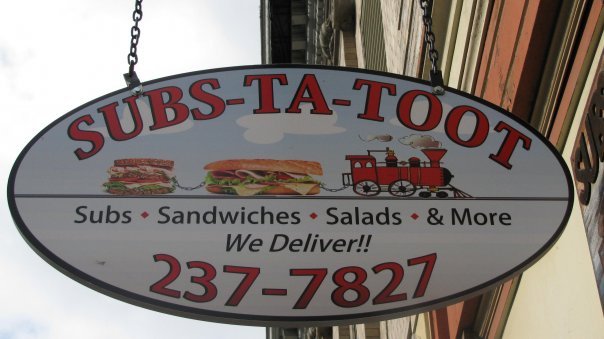 SUBS-TA-TOOT
Subs • Sandwiches • Salads • & More
We Deliver!!
237-7827